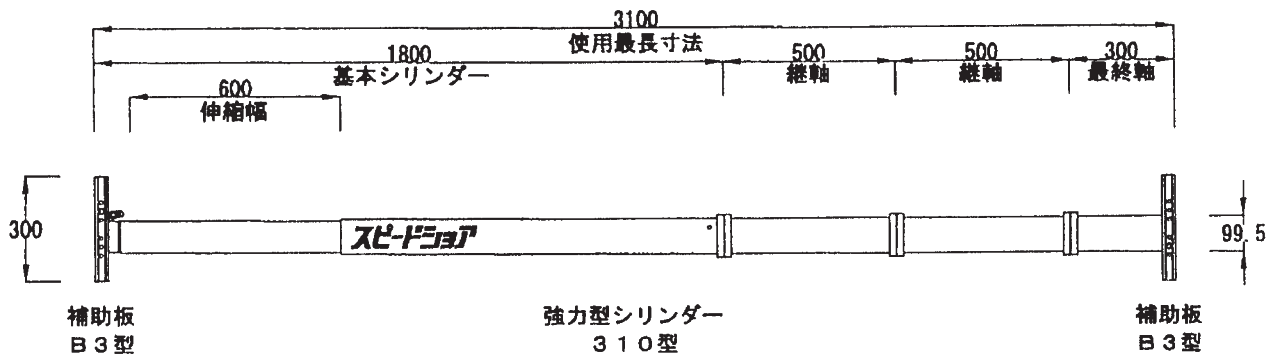 3100
使用最長寸法
1800
基本シリンダー
500
継軸
500
継軸
300
最終軸
600
伸縮幅
300
スピードショア
99.5
補助板
B3型
強力型シリンダー
310型
補助板
B3型